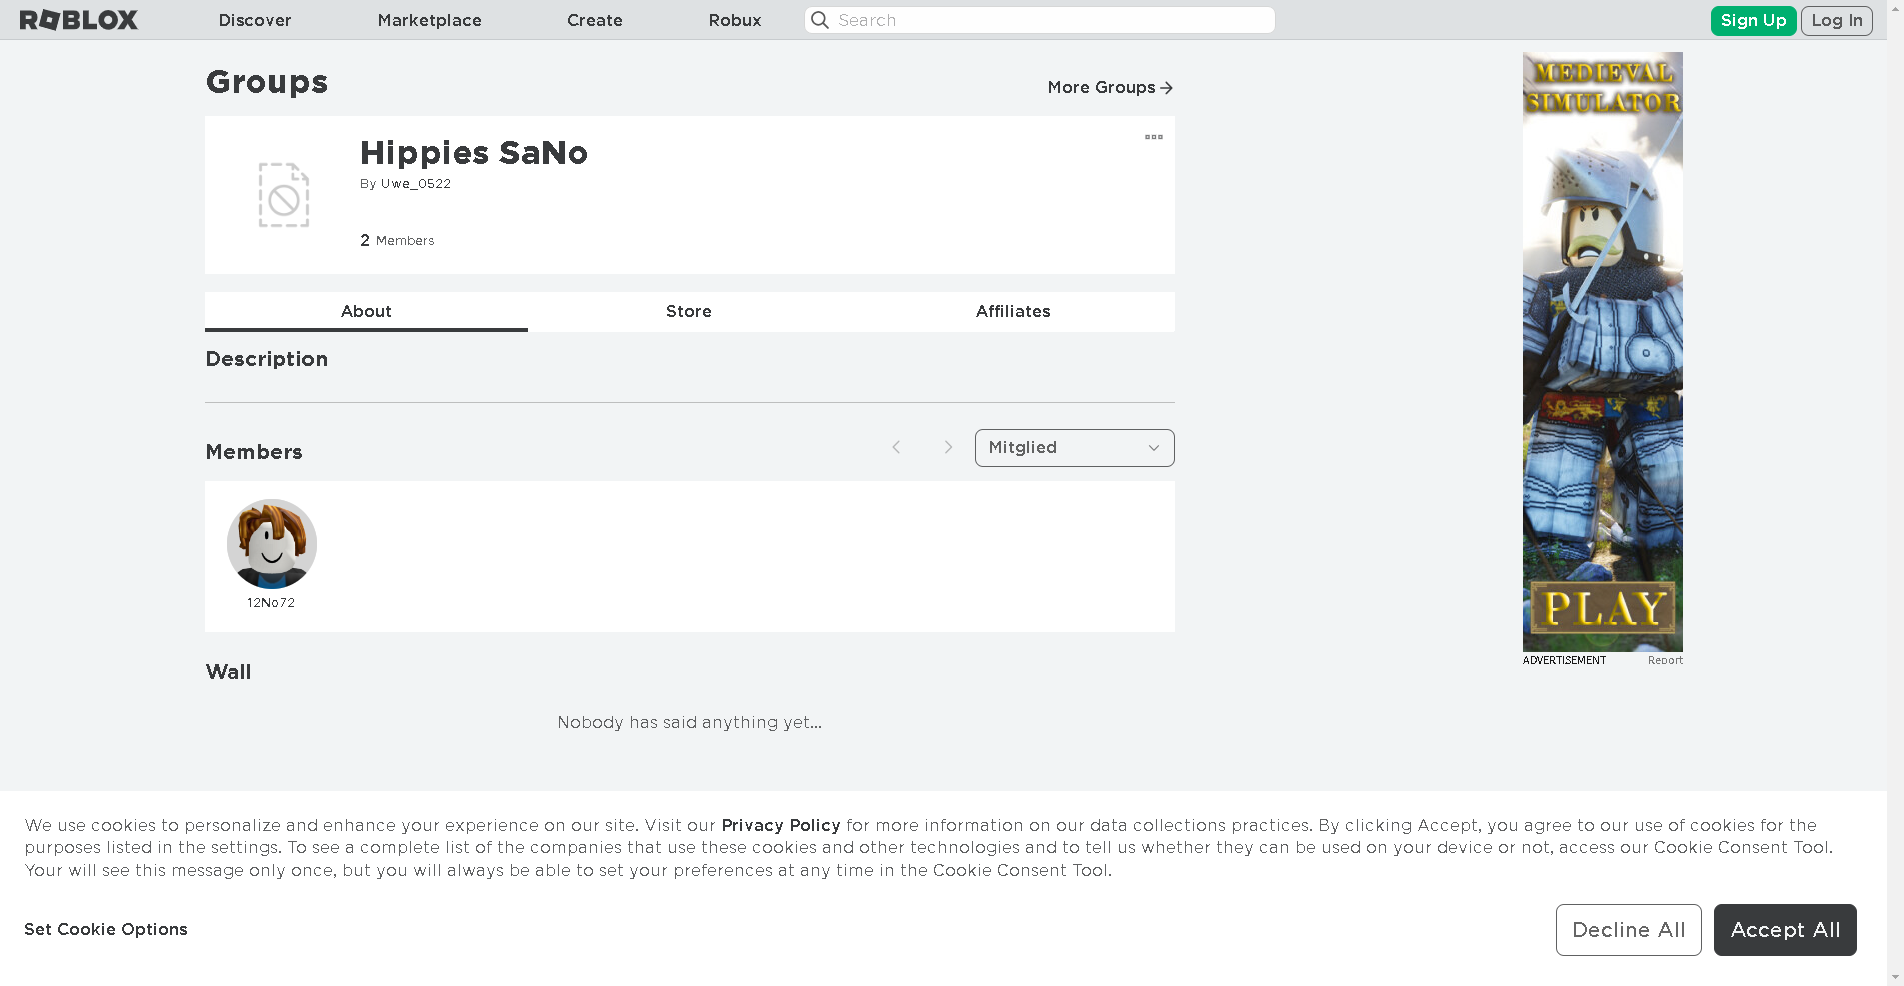 ROBLOX Discover Marketplace Create Robux Search Sign Up Log In
Groups
More Groups
Hippies SaNo
By Uwe_0522
2 Members
About Store Affiliates
Description
Members
Mitglied
12No72
Wall
Nobody has said anything yet...
MEDIEVAL
SIMULATOR
PLAY
ADVERTISEMENT Report
We use cookies to personalize and enhance your experience on our site. Visit our Privacy Policy for more information on our data collections practices. By clicking Accept, you agree to our use of cookies for the
purposes listed in the settings. To see a complete list of the companies that use these cookies and other technologies and to tell us whether they can be used on your device or not, access our Cookie Consent Tool.
Your will see this message only once, but you will always be able to set your preferences at any time in the Cookie Consent Tool.
Set Cookie Options
Decline All
Accept All